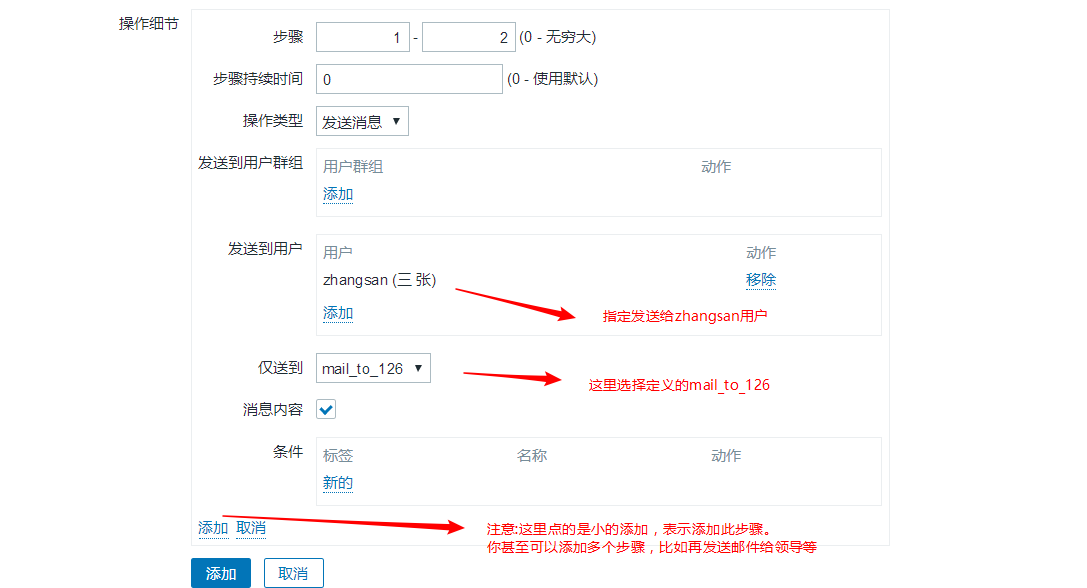 操作细节
步骤 1 - 2 (0 - 无穷大)
步骤持续时间 0 (0 - 使用默认)
操作类型 发送消息
发送到用户群组 用户群组 动作
添加
发送到用户 用户 动作
zhangsan (三 张) 移除
添加 指定发送给zhangsan用户
仅送到 mail_to_126 这里选择定义的mail_to_126
消息内容
条件 标签 名称 动作
新的
添加 取消 注意:这里点的是小的添加，表示添加此步骤。
你甚至可以添加多个步骤，比如再发送邮件给领导等
添加 取消